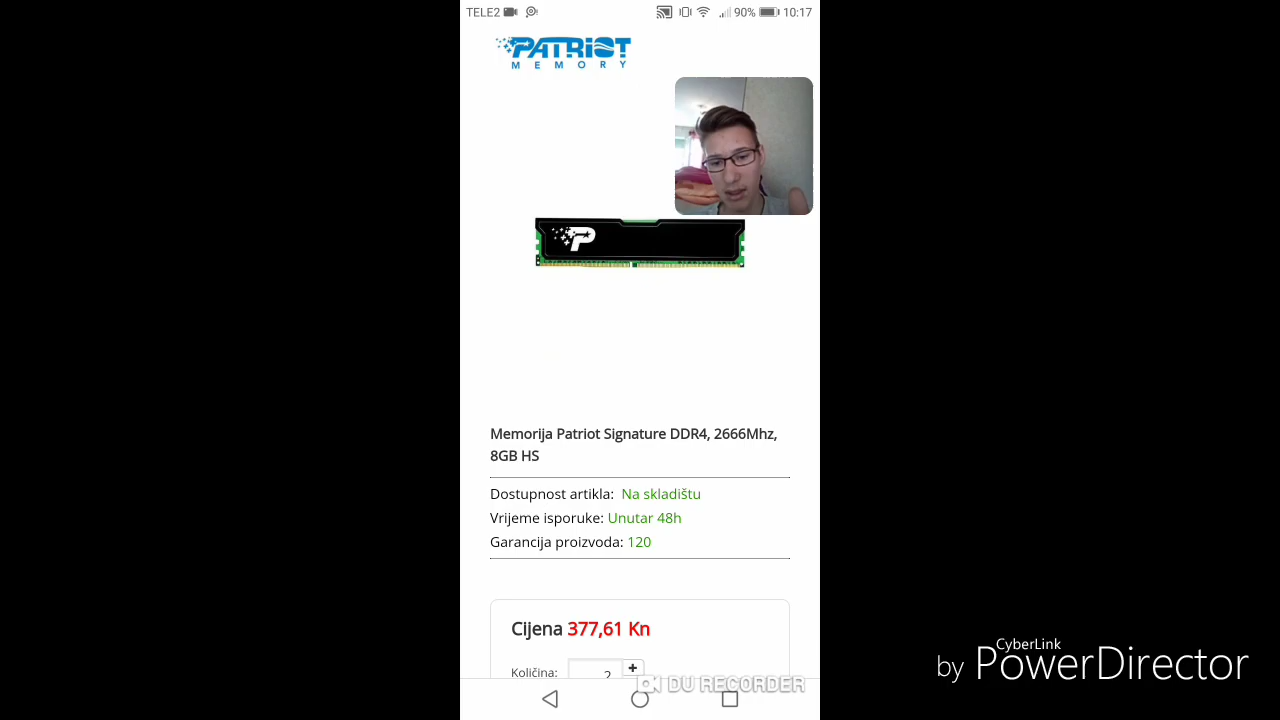 TELE2 90% 10:17
PATRIOT
MEMORY
P
Memorija Patriot Signature DDR4, 2666Mhz,
8GB HS
Dostupnost artikla: Na skladištu
Vrijeme isporuke: Unutar 48h
Garancija proizvoda: 120
Cijena 377,61 Kn
Količina: 2 +
DU RECORDER
CyberLink
by PowerDirector